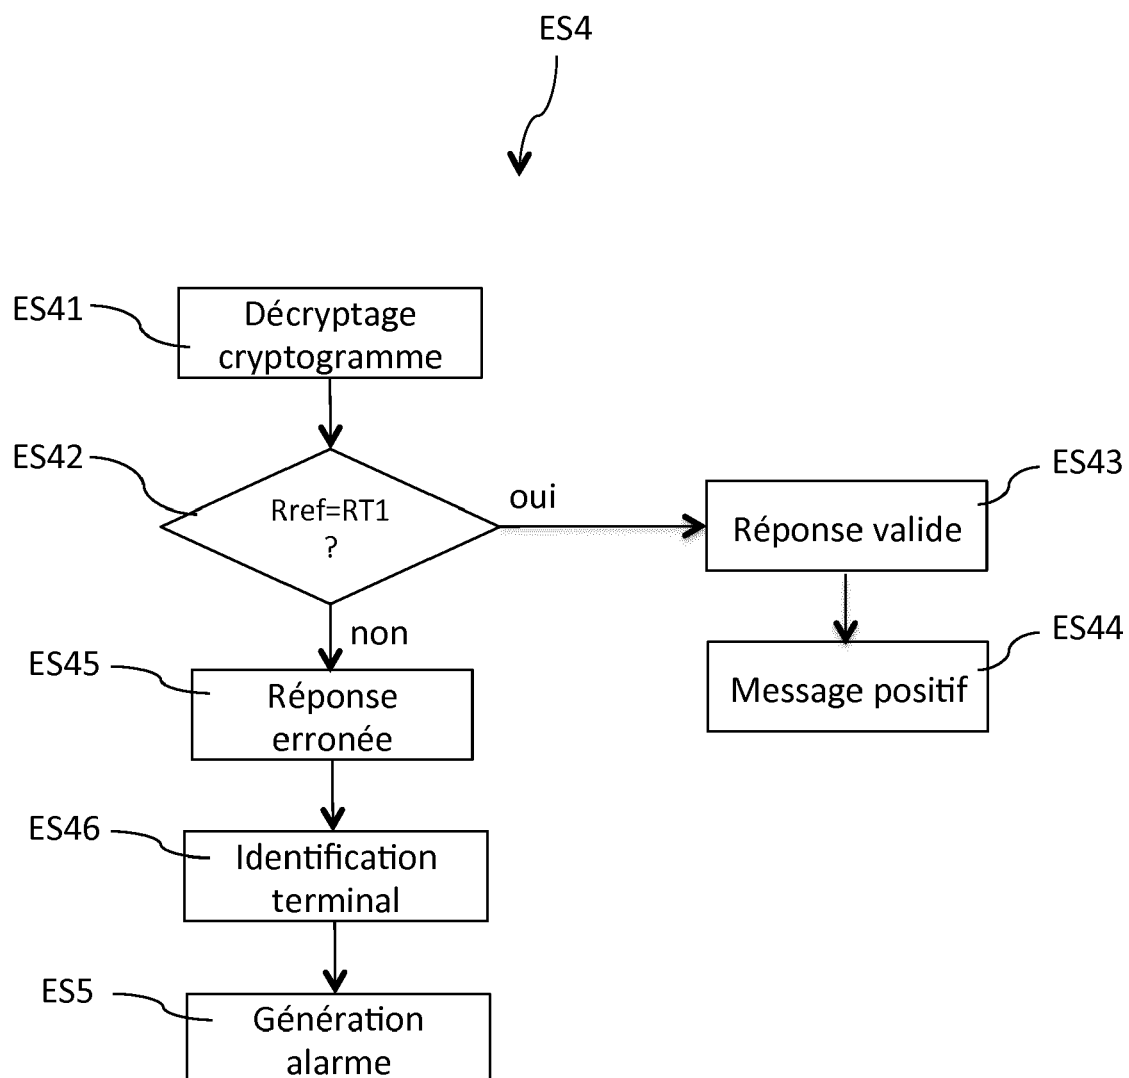 ES4
ES41
Décryptage
cryptogramme
ES42
Rref=RT1
?
oui
ES43
Réponse valide
non
ES44
Message positif
ES45
Réponse
erronée
ES46
Identification
terminal
ES5
Génération
alarme